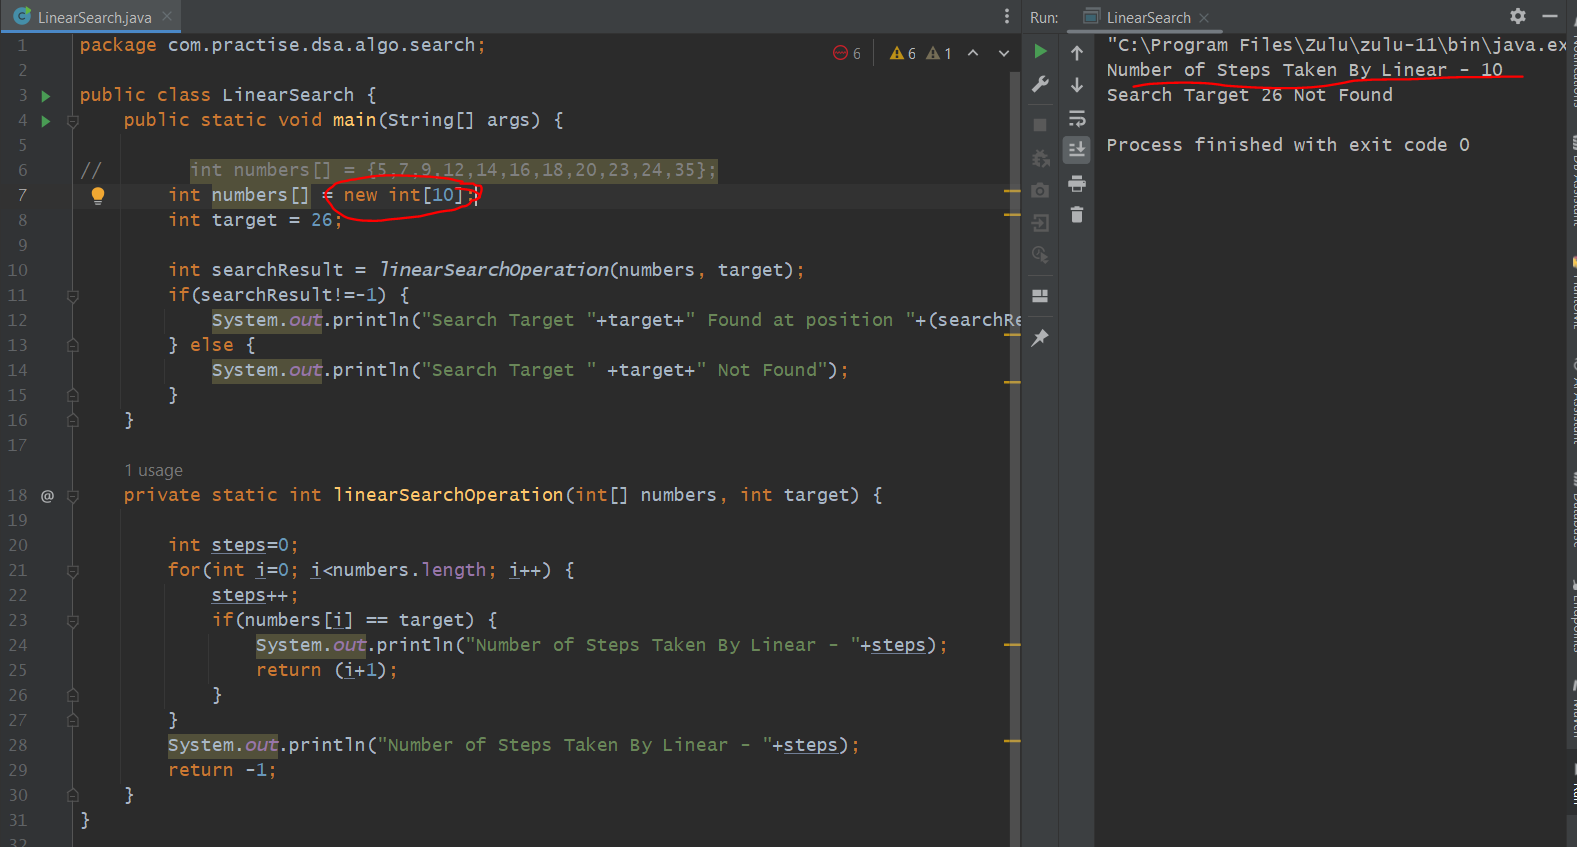 LinearSearch.java
6 6 1
1 package com.practise.dsa.algo.search;
2
3 public class LinearSearch {
4 public static void main(String[] args) {
5
6 // int numbers[] = {5,7,9,12,14,16,18,20,23,24,35};
7 int numbers[] = new int[10];
8 int target = 26;
9
10 int searchResult = linearSearchOperation(numbers, target);
11 if(searchResult!=-1) {
12 System.out.println("Search Target "+target+" Found at position "+(searchRe
13 } else {
14 System.out.println("Search Target " +target+" Not Found");
15 }
16 }
17
1 usage
18 @ private static int linearSearchOperation(int[] numbers, int target) {
19
20 int steps=0;
21 for(int i=0; i<numbers.length; i++) {
22 steps++;
23 if(numbers[i] == target) {
24 System.out.println("Number of Steps Taken By Linear - "+steps);
25 return (i+1);
26 }
27 }
28 System.out.println("Number of Steps Taken By Linear - "+steps);
29 return -1;
30 }
31 }
32
Run: LinearSearch
"C:\Program Files\Zulu\zulu-11\bin\java.ex
Number of Steps Taken By Linear - 10
Search Target 26 Not Found
Process finished with exit code 0